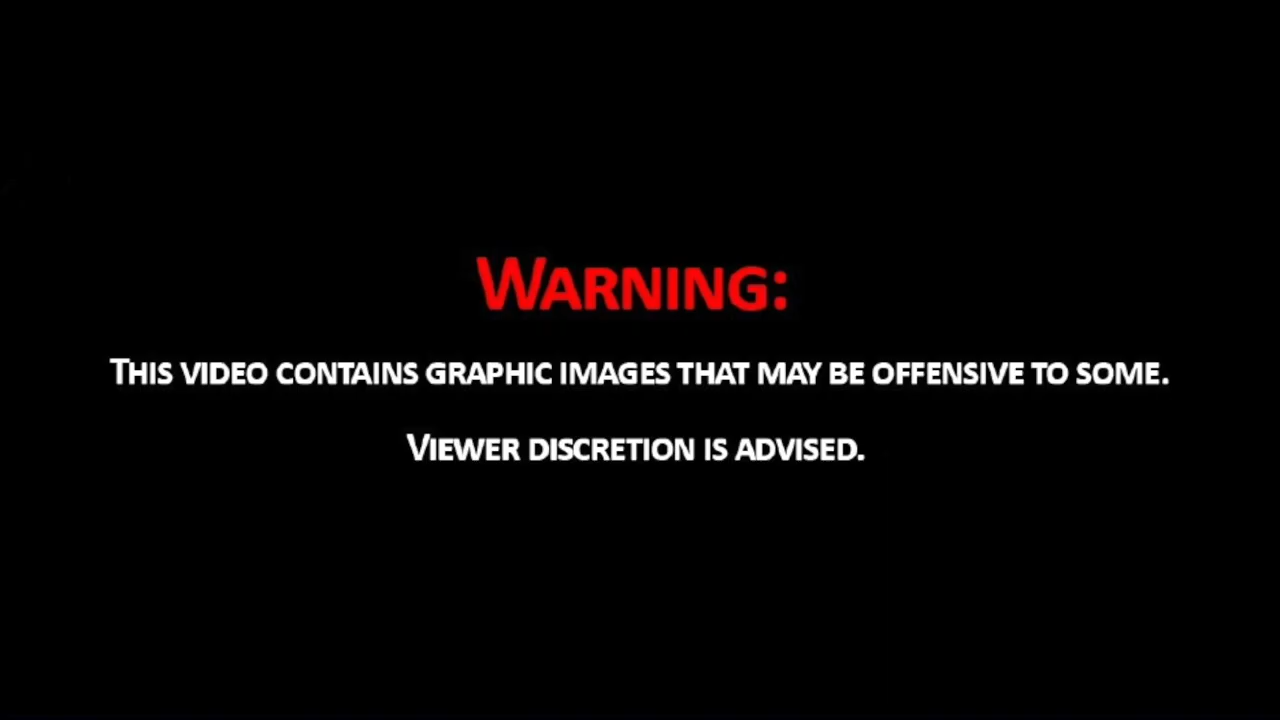 WARNING:
THIS VIDEO CONTAINS GRAPHIC IMAGES THAT MAY BE OFFENSIVE TO SOME.
VIEWER DISCRETION IS ADVISED.